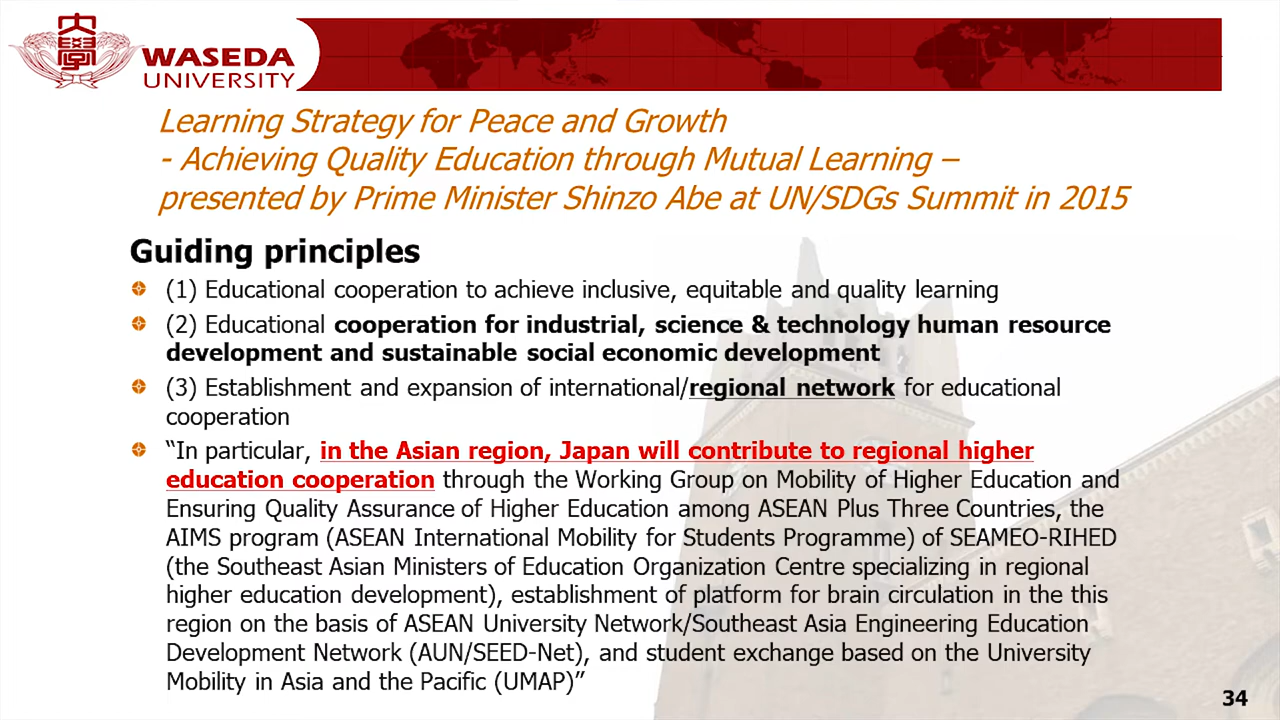 大學
WASEDA
UNIVERSITY
Learning Strategy for Peace and Growth
- Achieving Quality Education through Mutual Learning –
presented by Prime Minister Shinzo Abe at UN/SDGs Summit in 2015
Guiding principles
(1) Educational cooperation to achieve inclusive, equitable and quality learning
(2) Educational cooperation for industrial, science & technology human resource
development and sustainable social economic development
(3) Establishment and expansion of international/regional network for educational
cooperation
“In particular, in the Asian region, Japan will contribute to regional higher
education cooperation through the Working Group on Mobility of Higher Education and
Ensuring Quality Assurance of Higher Education among ASEAN Plus Three Countries, the
AIMS program (ASEAN International Mobility for Students Programme) of SEAMEO-RIHED
(the Southeast Asian Ministers of Education Organization Centre specializing in regional
higher education development), establishment of platform for brain circulation in the this
region on the basis of ASEAN University Network/Southeast Asia Engineering Education
Development Network (AUN/SEED-Net), and student exchange based on the University
Mobility in Asia and the Pacific (UMAP)”
34